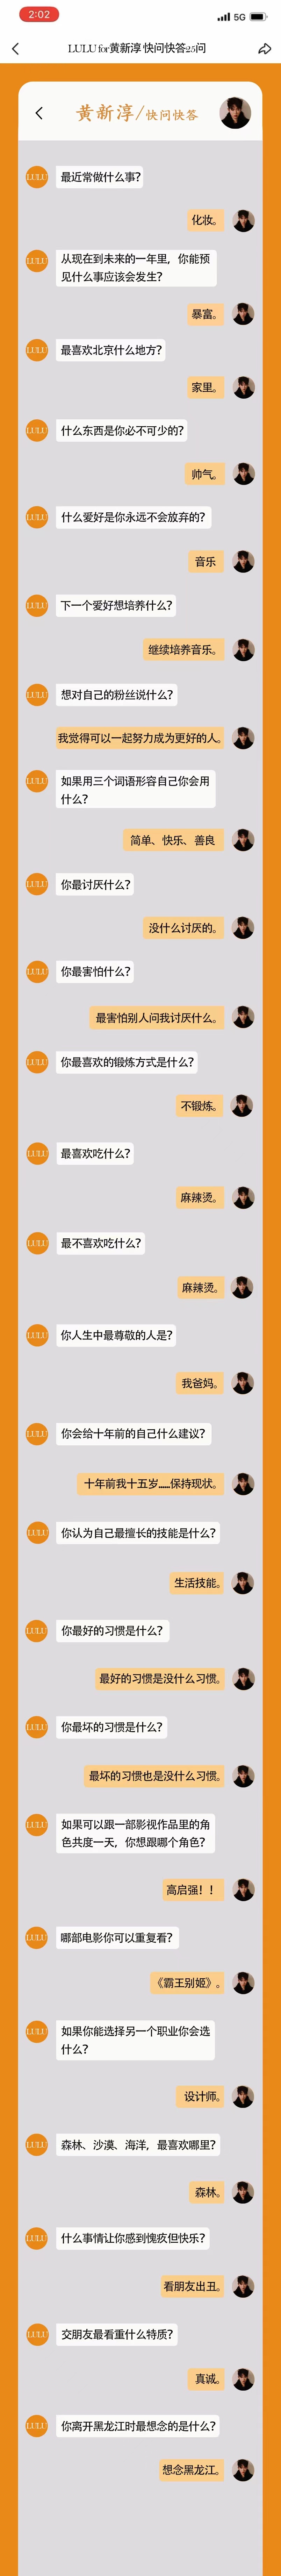 2:02
5G
LULU for黄新淳 快问快答25问
黄新淳/快问快答
LULU
最近常做什么事?
化妆。
LULU
从现在到未来的一年里，你能预
见什么事应该会发生?
暴富。
LULU
最喜欢北京什么地方?
家里。
LULU
什么东西是你必不可少的?
帅气。
LULU
什么爱好是你永远不会放弃的?
音乐
LULU
下一个爱好想培养什么?
继续培养音乐。
LULU
想对自己的粉丝说什么?
我觉得可以一起努力成为更好的人。
LULU
如果用三个词语形容自己你会用
什么?
简单、快乐、善良
LULU
你最讨厌什么?
没什么讨厌的。
LULU
你最害怕什么?
最害怕别人问我讨厌什么。
LULU
你最喜欢的锻炼方式是什么?
不锻炼。
LULU
最喜欢吃什么?
麻辣烫。
LULU
最不喜欢吃什么?
麻辣烫。
LULU
你人生中最尊敬的人是?
我爸妈。
LULU
你会给十年前的自己什么建议?
十年前我十五岁......保持现状。
LULU
你认为自己最擅长的技能是什么?
生活技能。
LULU
你最好的习惯是什么?
最好的习惯是没什么习惯。
LULU
你最坏的习惯是什么?
最坏的习惯也是没什么习惯。
LULU
如果可以跟一部影视作品里的角
色共度一天，你想跟哪个角色?
高启强！！
LULU
哪部电影你可以重复看?
《霸王别姬》。
LULU
如果你能选择另一个职业你会选
什么?
设计师。
LULU
森林、沙漠、海洋，最喜欢哪里?
森林。
LULU
什么事情让你感到愧疚但快乐?
看朋友出丑。
LULU
交朋友最看重什么特质?
真诚。
LULU
你离开黑龙江时最想念的是什么?
想念黑龙江。